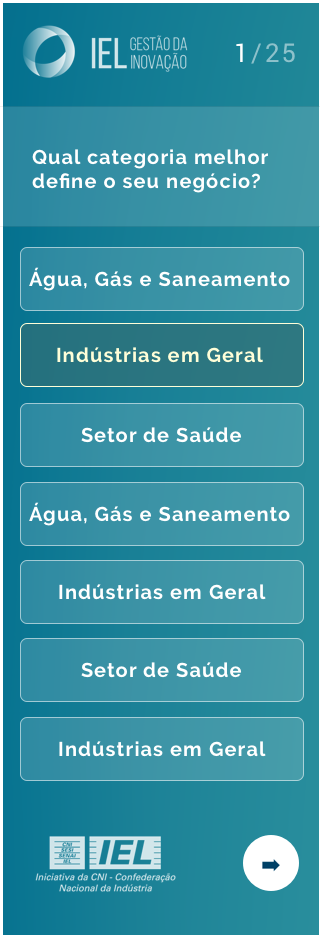 IEL GESTÃO DA
INOVAÇÃO
1/25
Qual categoria melhor
define o seu negócio?
Água, Gás e Saneamento
Indústrias em Geral
Setor de Saúde
Água, Gás e Saneamento
Indústrias em Geral
Setor de Saúde
Indústrias em Geral
CNI
SESI
SENAI
IEL
IEL
Iniciativa da CNI - Confederação
Nacional da Indústria